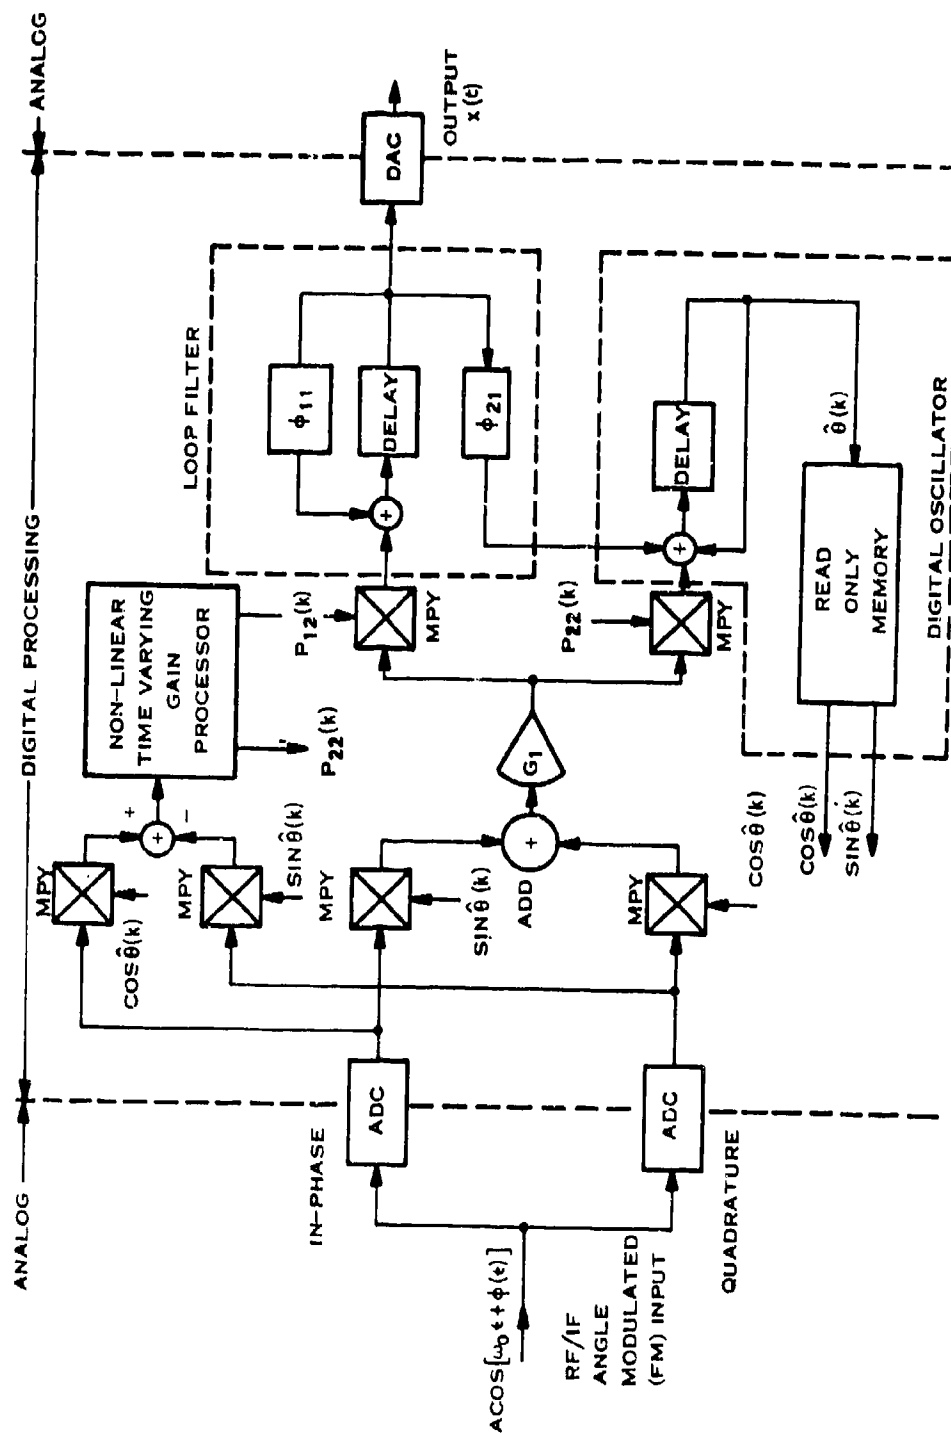 ANALOG
DIGITAL PROCESSING
ANALOG
ACOS[ω₀t + φ(t)]
RF/IF
ANGLE
MODULATED
(FM) INPUT
IN-PHASE
ADC
QUADRATURE
ADC
MPY
COSθ̂(k)
MPY
SINθ̂(k)
+
+
−
NON-LINEAR
TIME VARYING
GAIN
PROCESSOR
P₂₂(k)
P₁₂(k)
MPY
SINθ̂(k)
MPY
COSθ̂(k)
+
ADD
G₁
MPY
P₂₂(k)
MPY
LOOP FILTER
ϕ₁₁
+
DELAY
ϕ₂₁
DAC
OUTPUT
x(t)
+
DELAY
θ̂(k)
READ
ONLY
MEMORY
COSθ̂(k)
SINθ̂(k)
DIGITAL OSCILLATOR